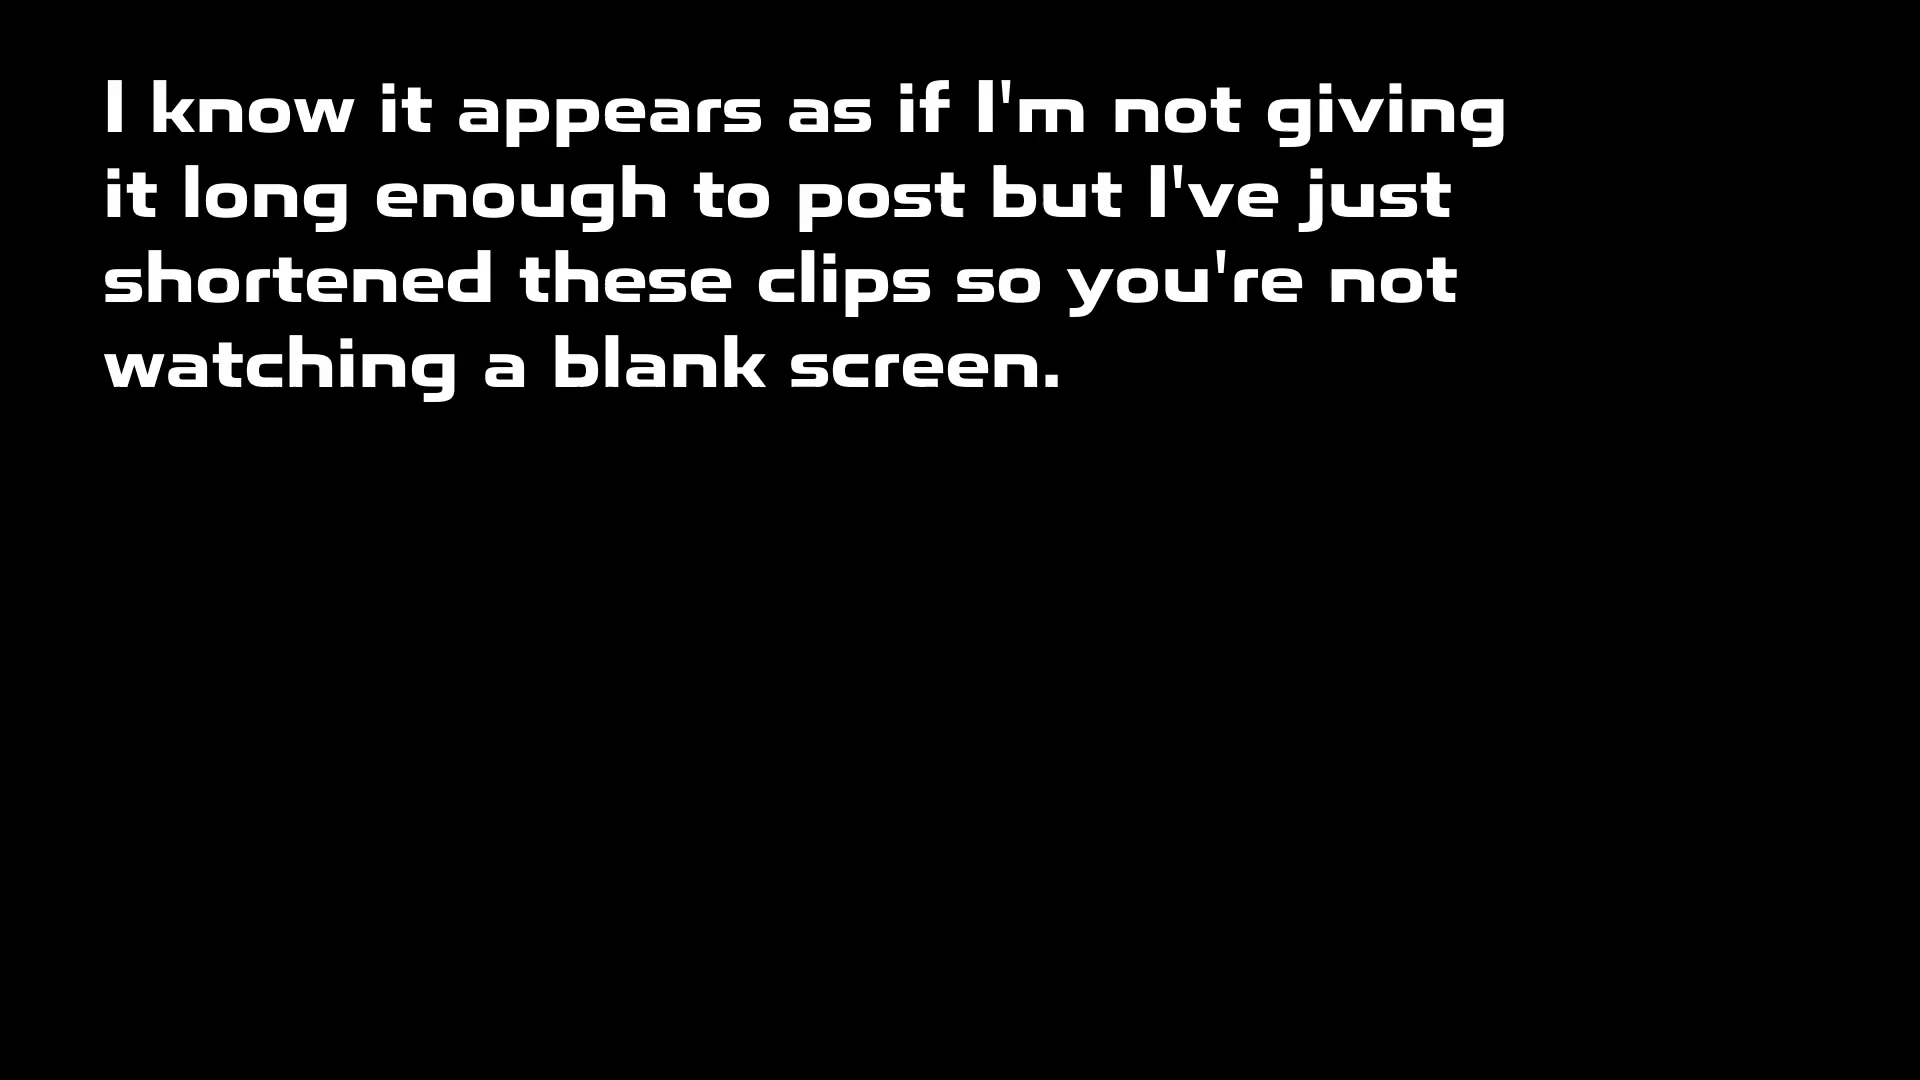 I know it appears as if I'm not giving
it long enough to post but I've just
shortened these clips so you're not
watching a blank screen.